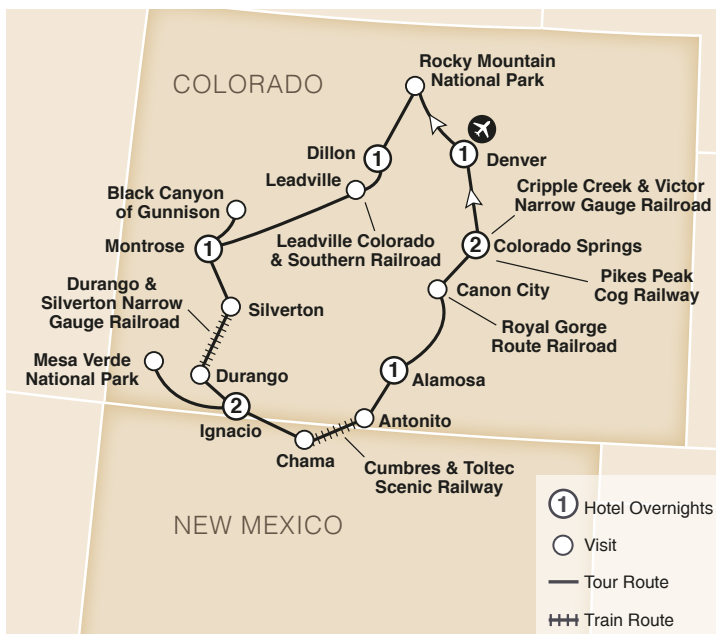 Rocky Mountain
National Park
COLORADO
Dillon
1
1
Denver
Leadville
Cripple Creek & Victor
Narrow Gauge Railroad
Black Canyon
of Gunnison
Montrose
1
Leadville Colorado
& Southern Railroad
2
Colorado Springs
Pikes Peak
Cog Railway
Durango &
Silverton Narrow
Gauge Railroad
Silverton
Canon City
Royal Gorge
Route Railroad
Mesa Verde
National Park
Durango
1
Alamosa
2
Ignacio
Antonito
Chama
Cumbres & Toltec
Scenic Railway
NEW MEXICO
1 Hotel Overnights
Visit
Tour Route
Train Route